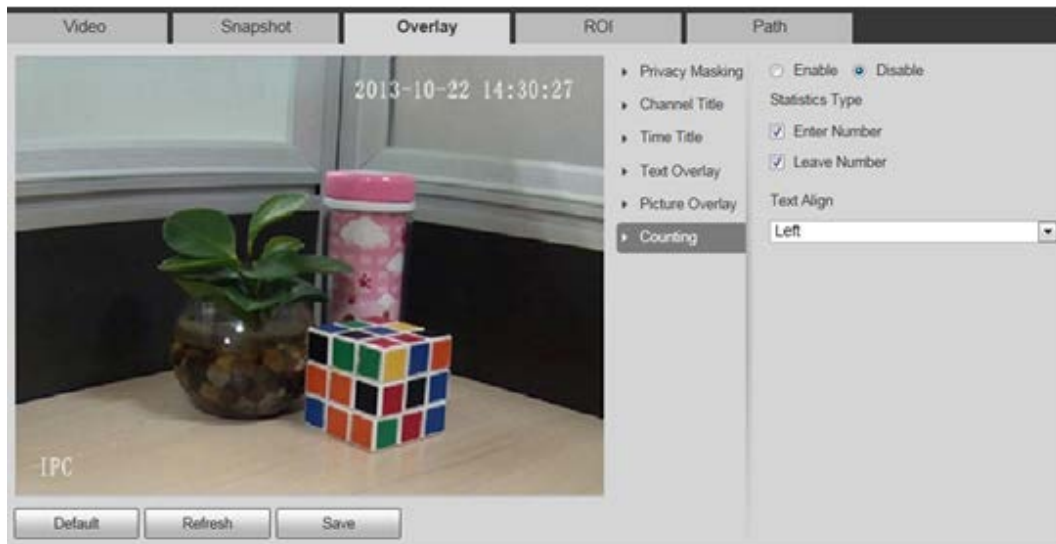 Video
Snapshot
Overlay
ROI
Path
2013-10-22 14:30:27
IPC
Privacy Masking
Channel Title
Time Title
Text Overlay
Picture Overlay
Counting
Enable
Disable
Statistics Type
Enter Number
Leave Number
Text Align
Left
Default
Refresh
Save